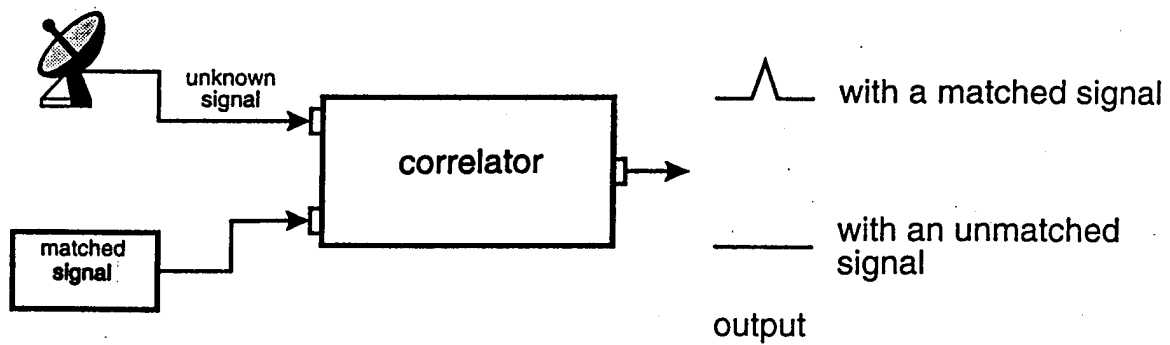 unknown
signal
correlator
matched
signal
with a matched signal
with an unmatched
signal
output